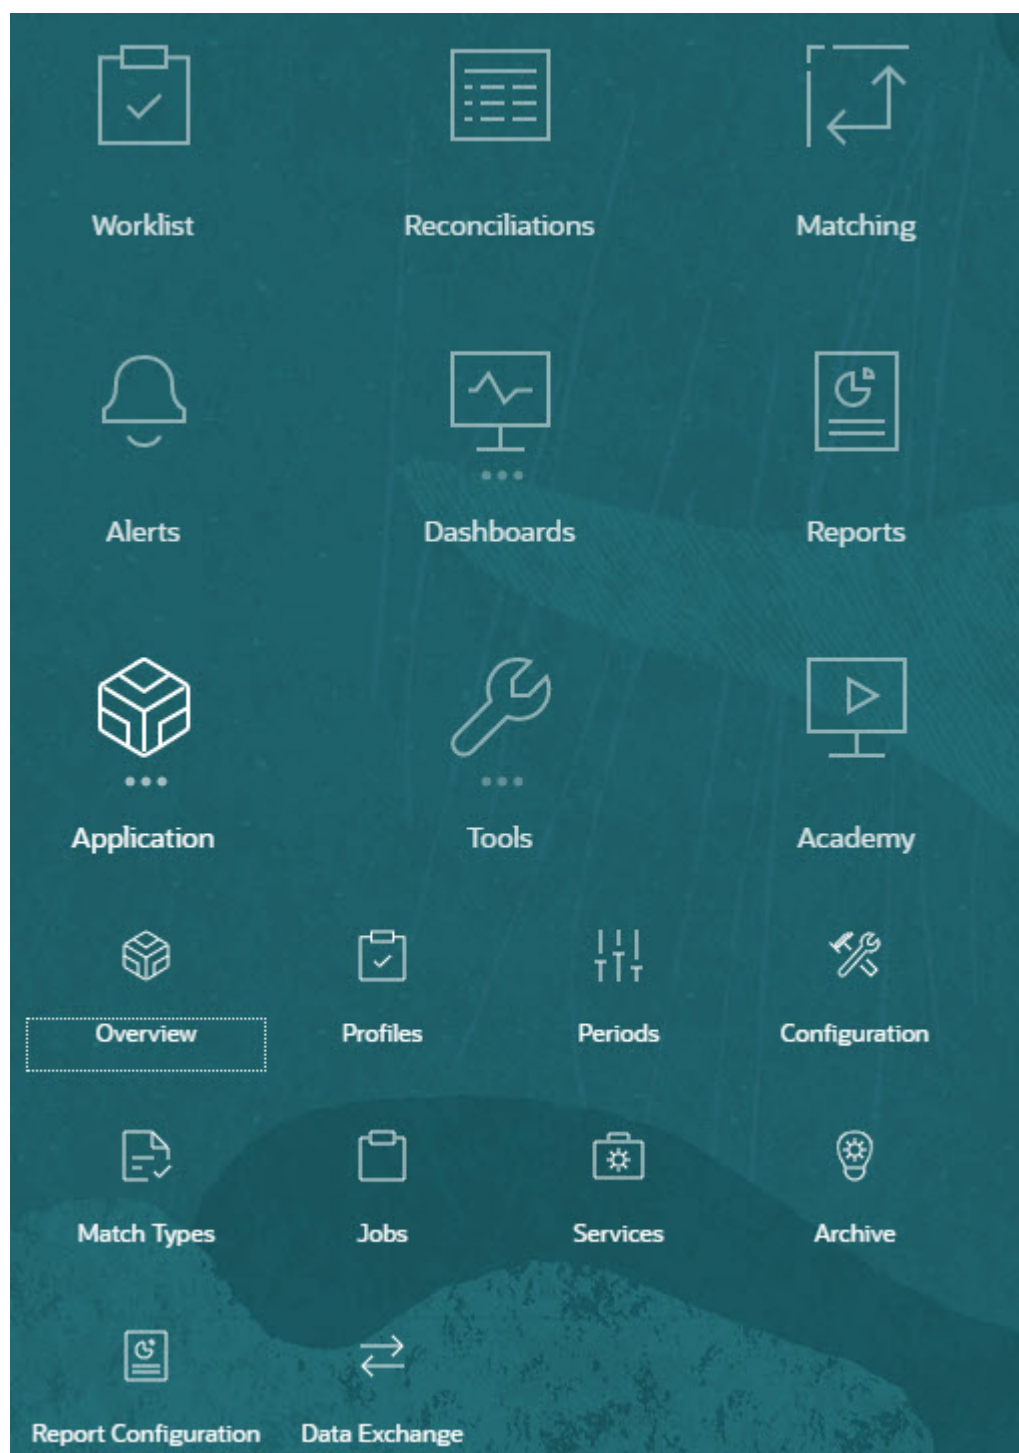 Worklist Reconciliations Matching
Alerts Dashboards Reports
Application Tools Academy
Overview Profiles Periods Configuration
Match Types Jobs Services Archive
Report Configuration Data Exchange